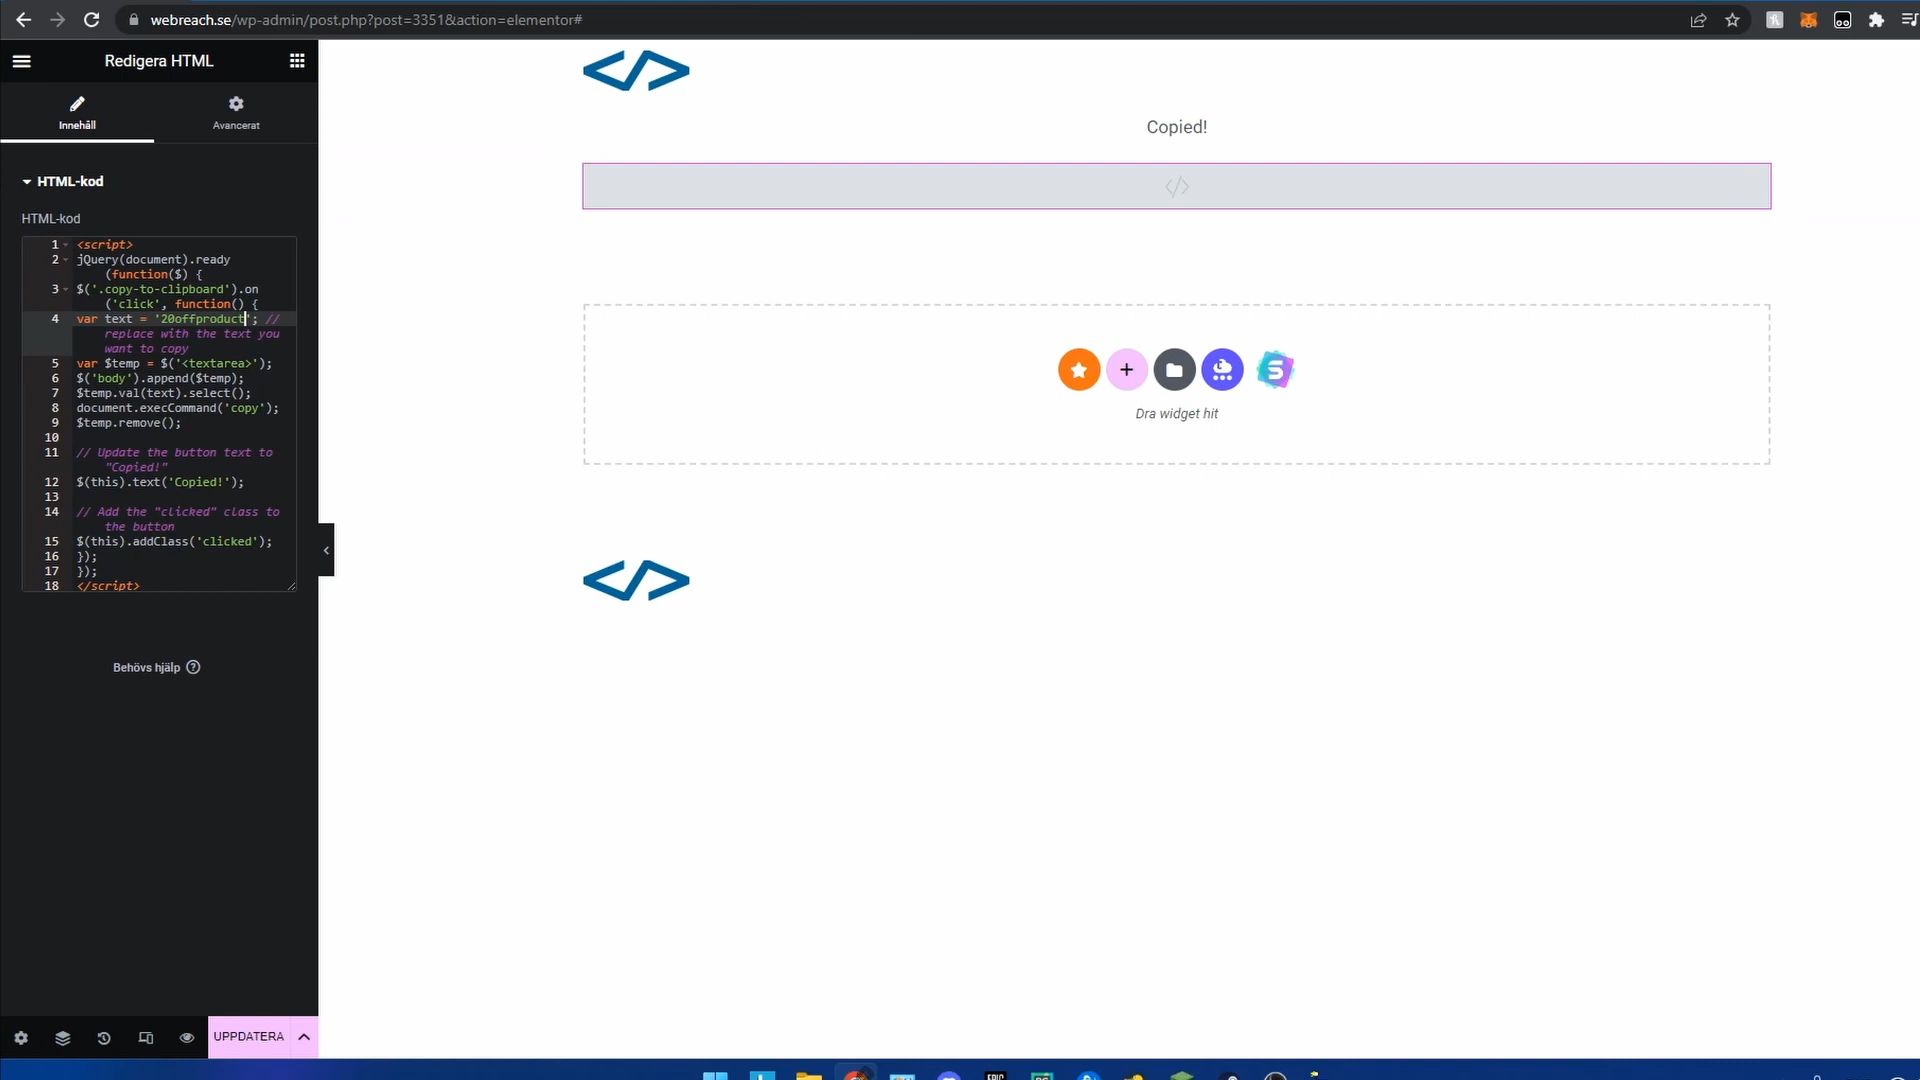 webreach.se/wp-admin/post.php?post=3351&action=elementor#
Redigera HTML
Innehåll
Avancerat
HTML-kod
HTML-kod
1 <script>
2 jQuery(document).ready
(function($) {
3 $('.copy-to-clipboard').on
('click', function() {
4 var text = '20offproduct'; //
replace with the text you
want to copy
5 var $temp = $('<textarea>');
6 $('body').append($temp);
7 $temp.val(text).select();
8 document.execCommand('copy');
9 $temp.remove();
10
11 // Update the button text to
"Copied!"
12 $(this).text('Copied!');
13
14 // Add the "clicked" class to
the button
15 $(this).addClass('clicked');
16 });
17 });
18 </script>
Behövs hjälp
UPPDATERA
</>
Copied!
</>
Dra widget hit
</>